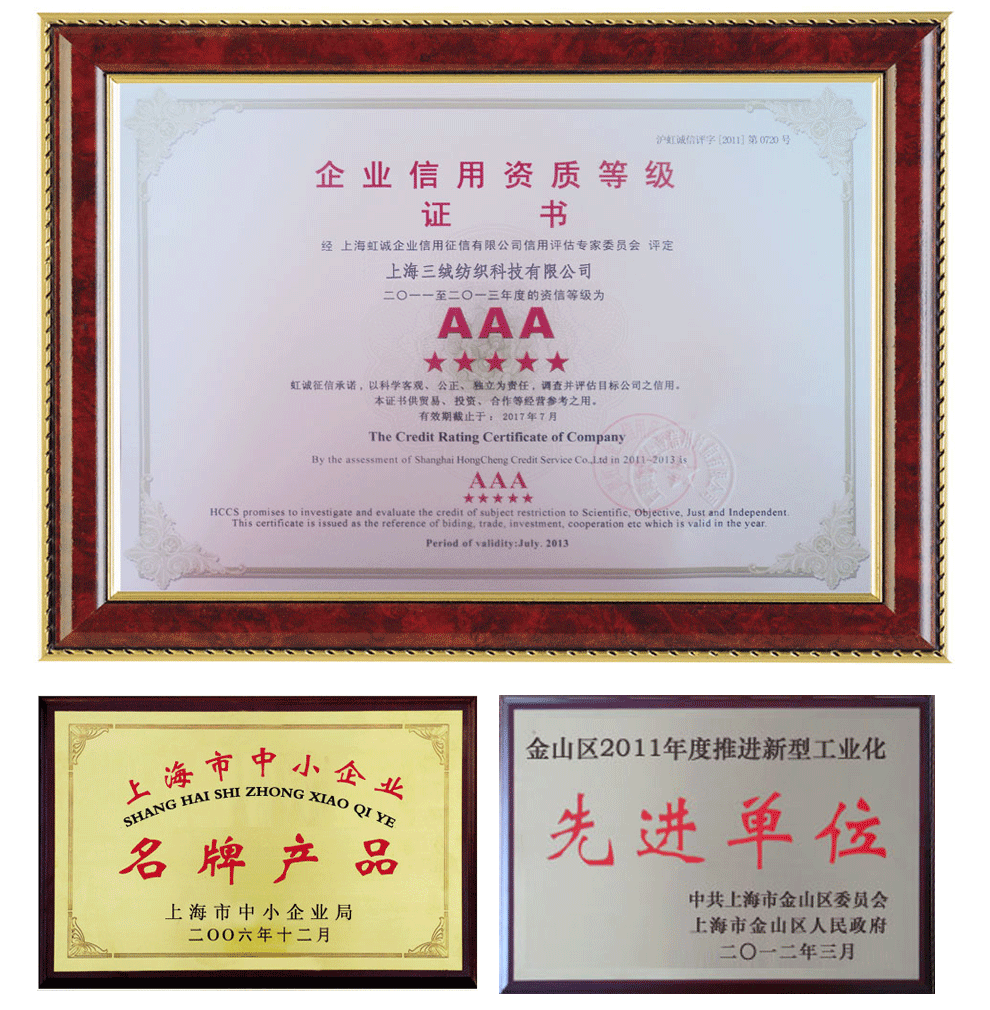 沪虹诚信评字 [2011] 第 0720 号
企业信用资质等级
证 书
经 上海虹诚企业信用征信有限公司信用评估专家委员会 评定
上海三绒纺织科技有限公司
二〇一一至二〇一三年度的资信等级为
AAA
虹诚征信承诺，以科学客观、公正、独立为责任，调查并评估目标公司之信用。
本证书供贸易、投资、合作等经营参考之用。
有效期截止于：2017年7月
The Credit Rating Certificate of Company
By the assessment of Shanghai HongCheng Credit Service Co.,Ltd in 2011-2013 is
AAA
HCCS promises to investigate and evaluate the credit of subject restriction to Scientific, Objective, Just and Independent.
This certificate is issued as the reference of biding, trade, investment, cooperation etc which is valid in the year.
Period of validity:July. 2013
上海市中小企业
SHANG HAI SHI ZHONG XIAO QI YE
名牌产品
上海市中小企业局
二〇〇六年十二月
金山区2011年度推进新型工业化
先进单位
中共上海市金山区委员会
上海市金山区人民政府
二〇一二年三月